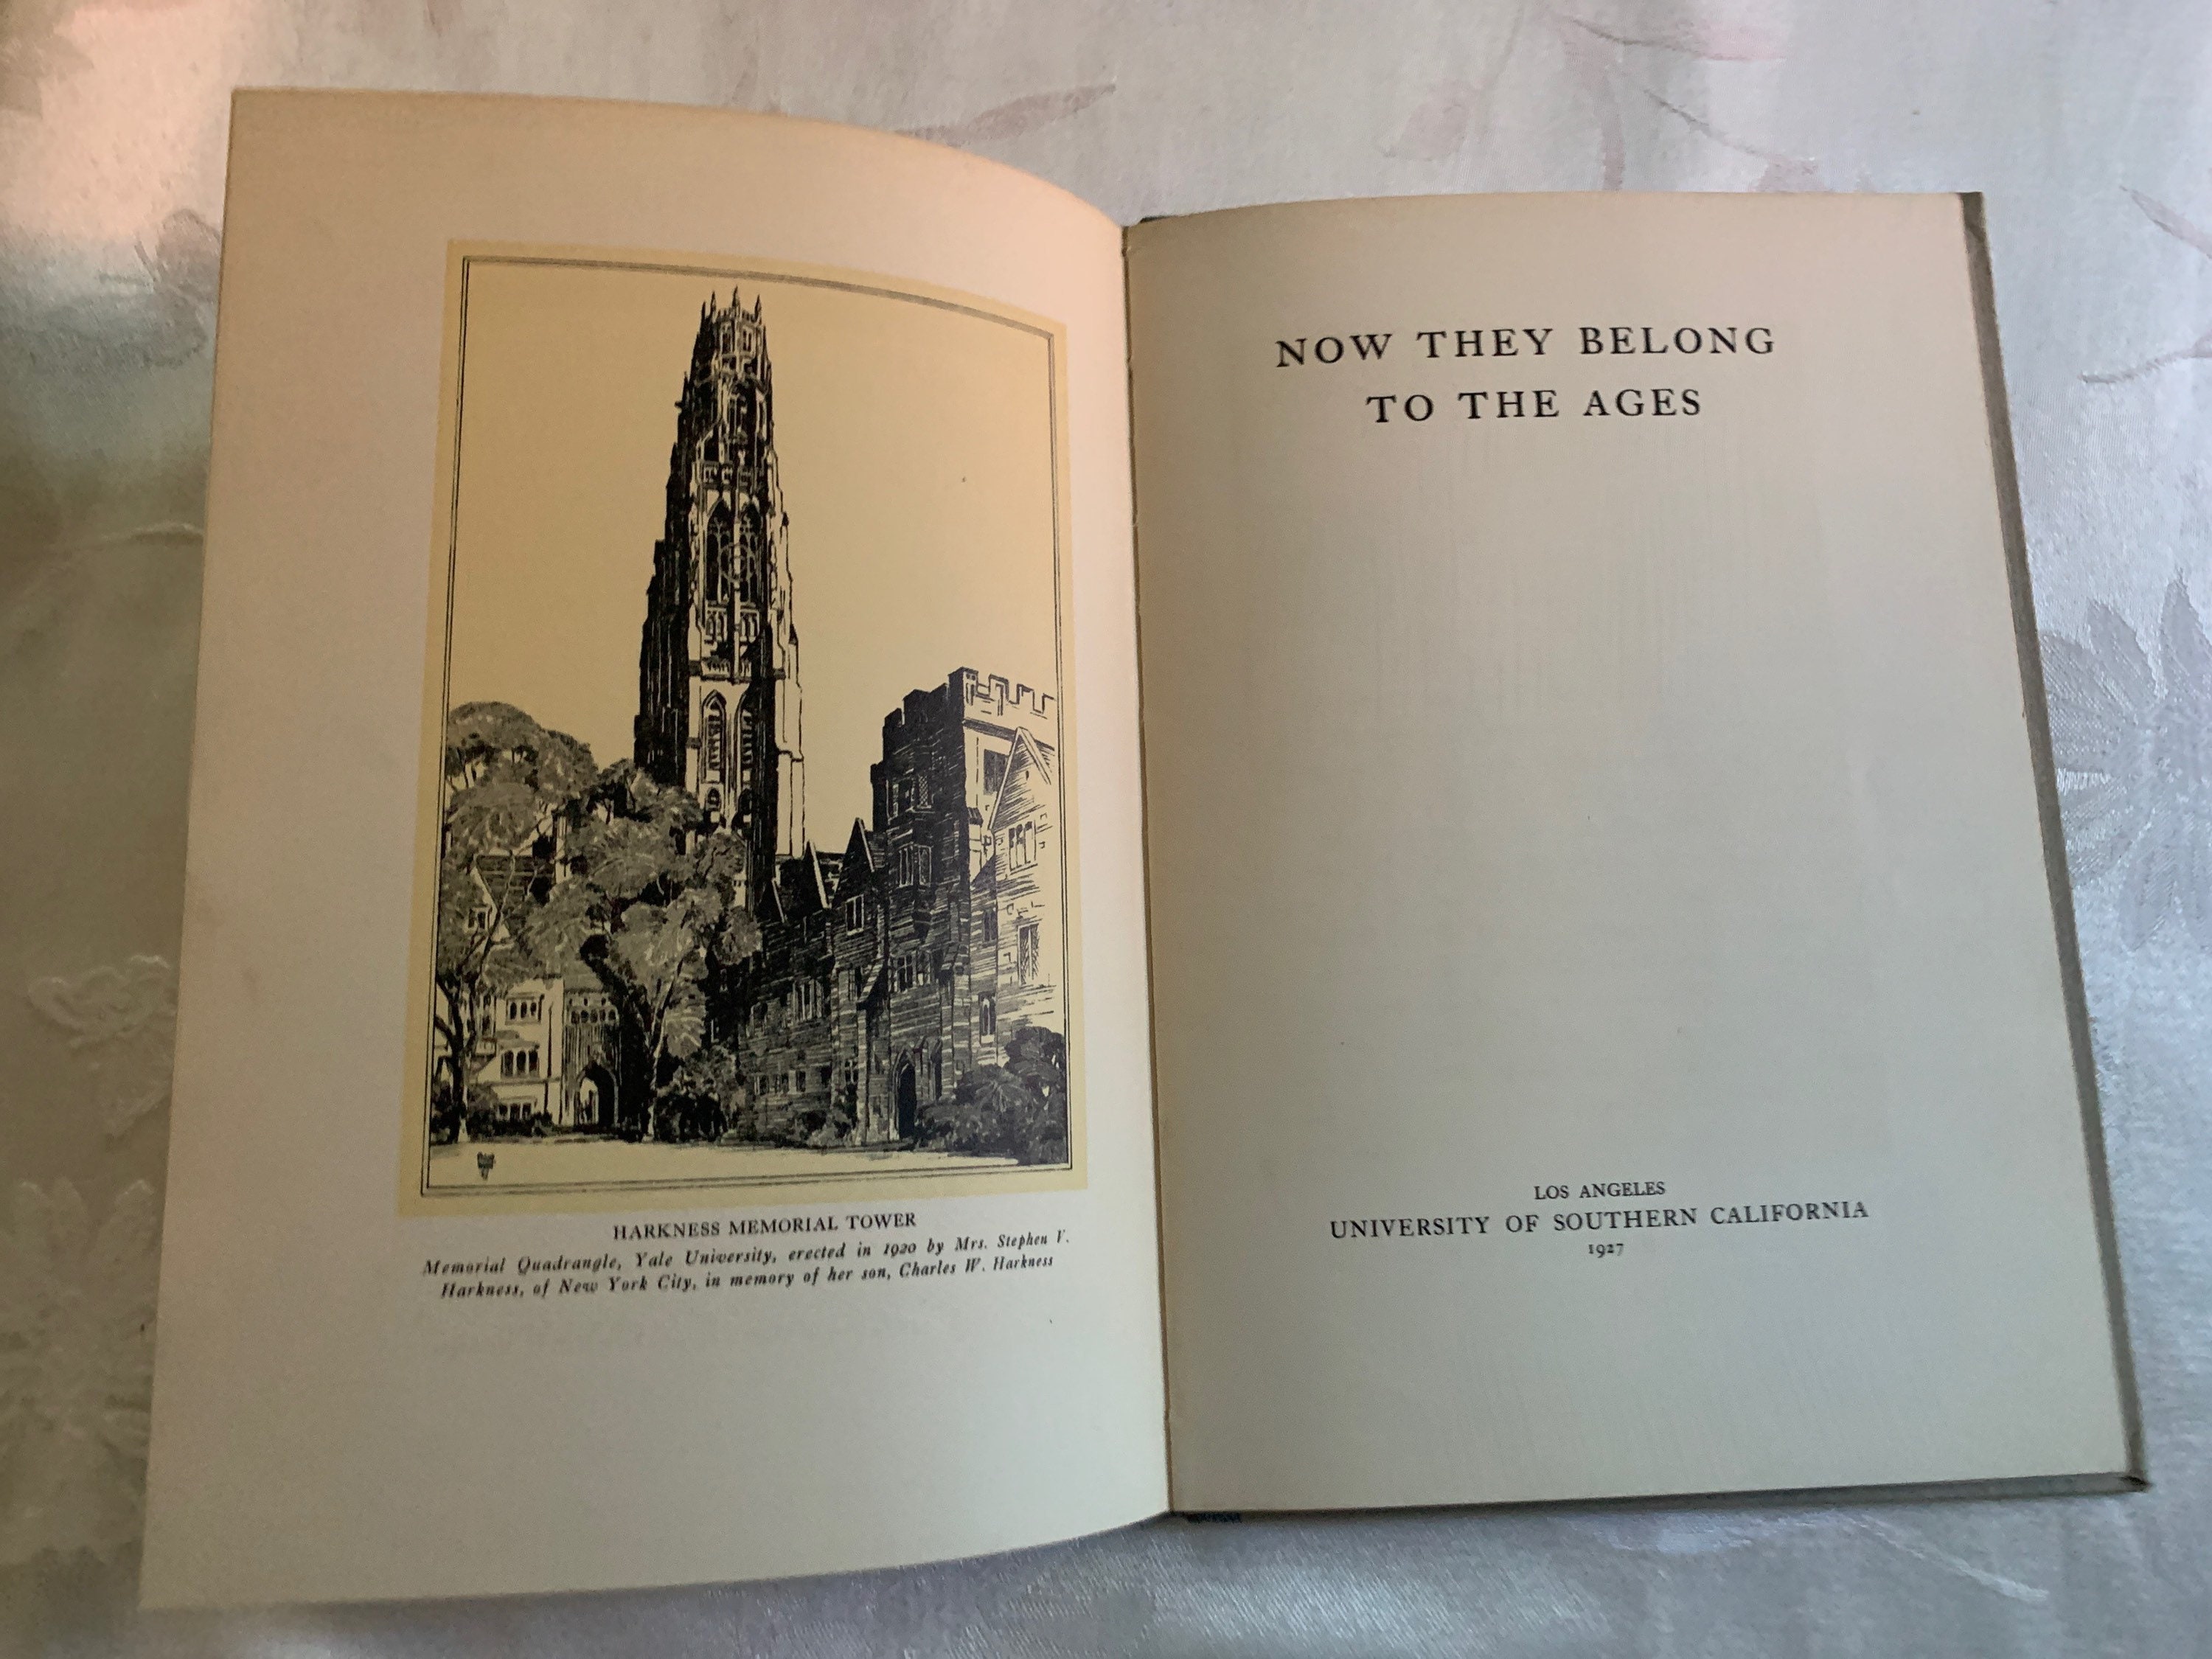 HARKNESS MEMORIAL TOWER
Memorial Quadrangle, Yale University, erected in 1920 by Mrs. Stephen V.
Harkness, of New York City, in memory of her son, Charles W. Harkness
NOW THEY BELONG
TO THE AGES
LOS ANGELES
UNIVERSITY OF SOUTHERN CALIFORNIA
1927